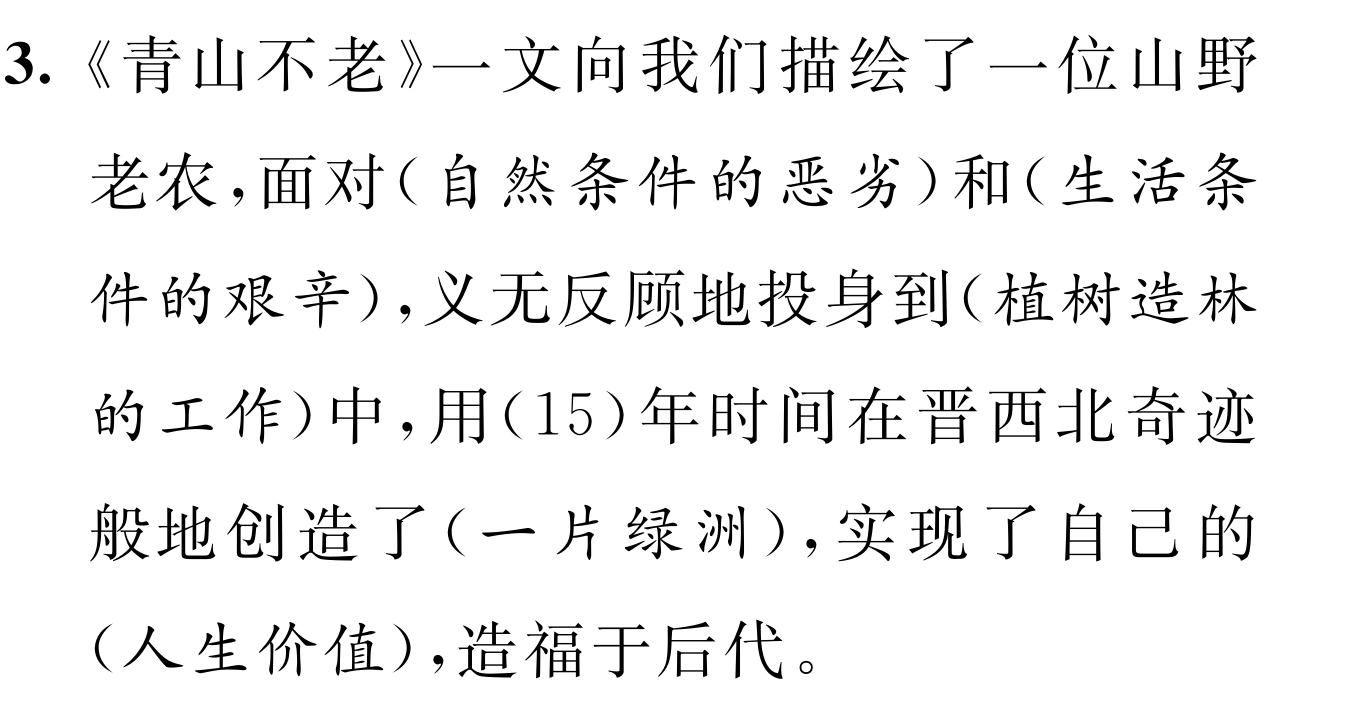 3.《青山不老》一文向我们描绘了一位山野
老农,面对(自然条件的恶劣)和(生活条
件的艰辛),义无反顾地投身到(植树造林
的工作)中,用(15)年时间在晋西北奇迹
般地创造了(一片绿洲),实现了自己的
(人生价值),造福于后代。